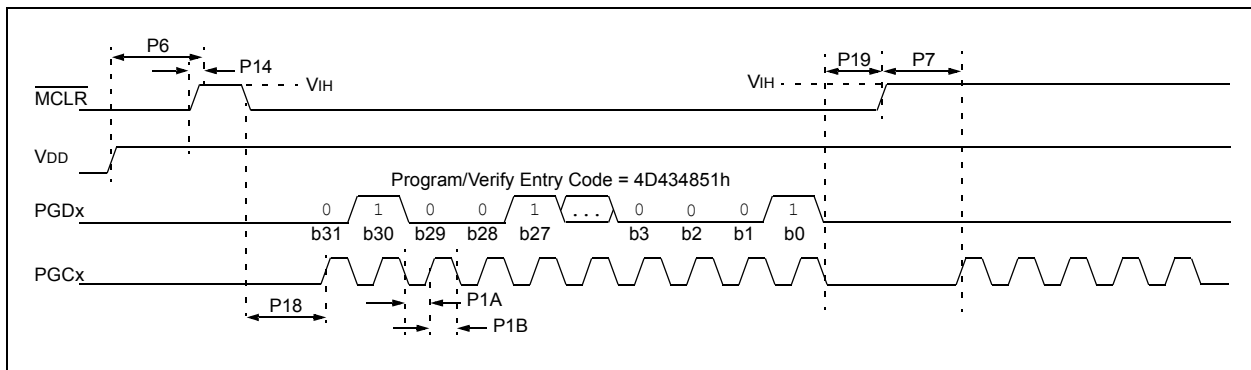 P6
P14
P19
P7
VIH
VIH
MCLR
VDD
Program/Verify Entry Code = 4D434851h
PGDx
0 1 0 0 1 ... 0 0 0 1
b31 b30 b29 b28 b27 b3 b2 b1 b0
PGCx
P18
P1A
P1B